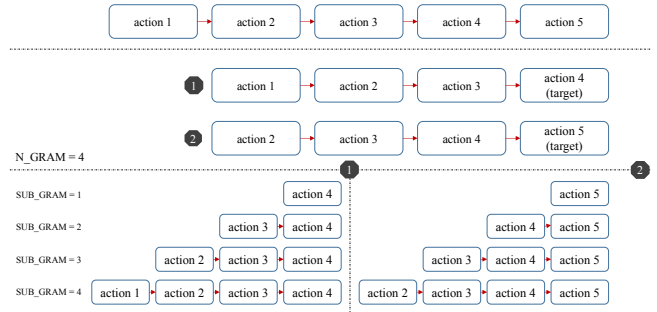 action 1 action 2 action 3 action 4 action 5
1 action 1 action 2 action 3 action 4
(target)
2 action 2 action 3 action 4 action 5
(target)
N_GRAM = 4
1 2
SUB_GRAM = 1 action 4 action 5
SUB_GRAM = 2 action 3 action 4 action 4 action 5
SUB_GRAM = 3 action 2 action 3 action 4 action 3 action 4 action 5
SUB_GRAM = 4 action 1 action 2 action 3 action 4 action 2 action 3 action 4 action 5